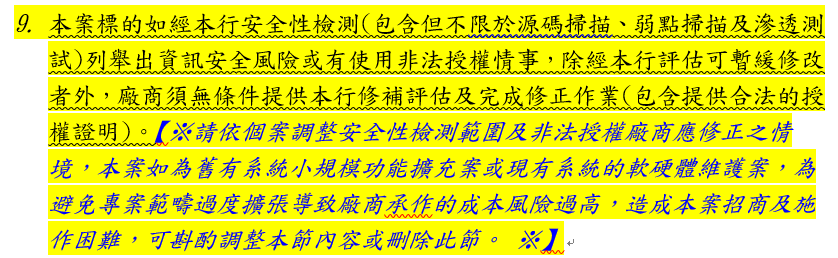 9. 本案標的如經本行安全性檢測(包含但不限於源碼掃描、弱點掃描及滲透測
試)列舉出資訊安全風險或有使用非法授權情事，除經本行評估可暫緩修改
者外，廠商須無條件提供本行修補評估及完成修正作業(包含提供合法的授
權證明)。【※請依個案調整安全性檢測範圍及非法授權廠商應修正之情
境，本案如為舊有系統小規模功能擴充案或現有系統的軟硬體維護案，為
避免專案範疇過度擴張導致廠商承作的成本風險過高，造成本案招商及施
作困難，可斟酌調整本節內容或刪除此節。 ※】